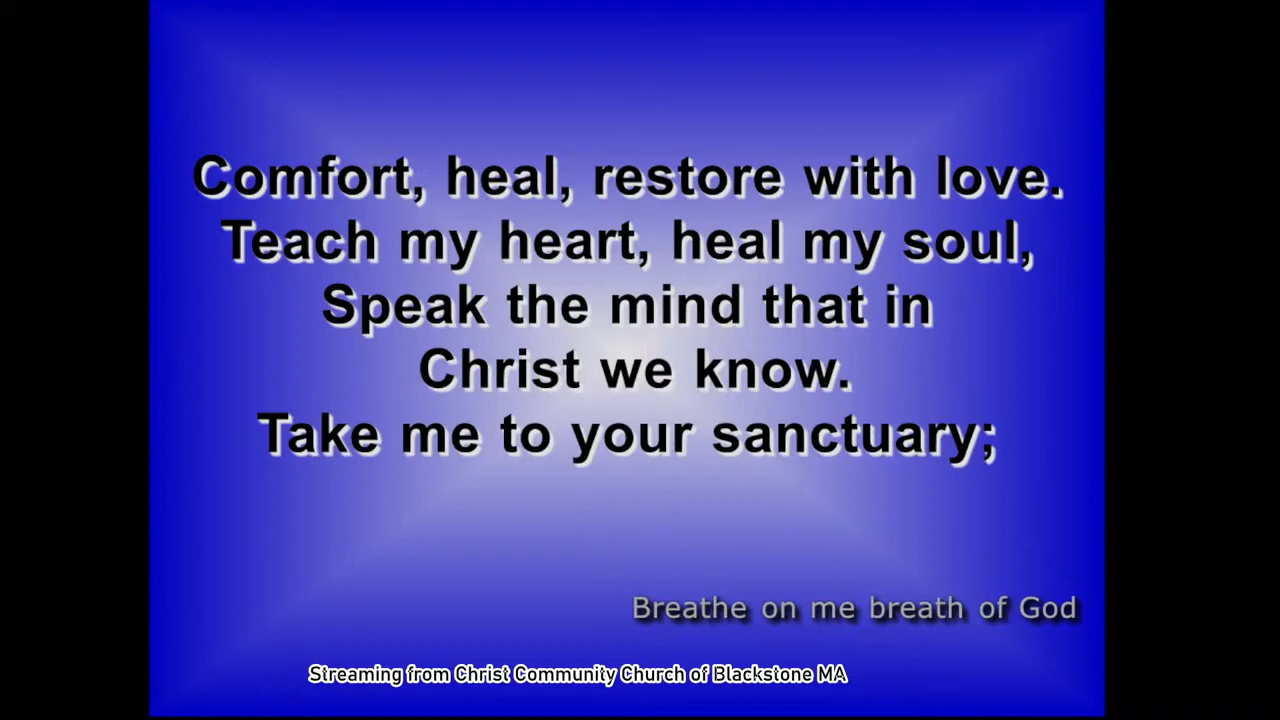 Comfort, heal, restore with love.
Teach my heart, heal my soul,
Speak the mind that in
Christ we know.
Take me to your sanctuary;
Breathe on me breath of God
Streaming from Christ Community Church of Blackstone MA